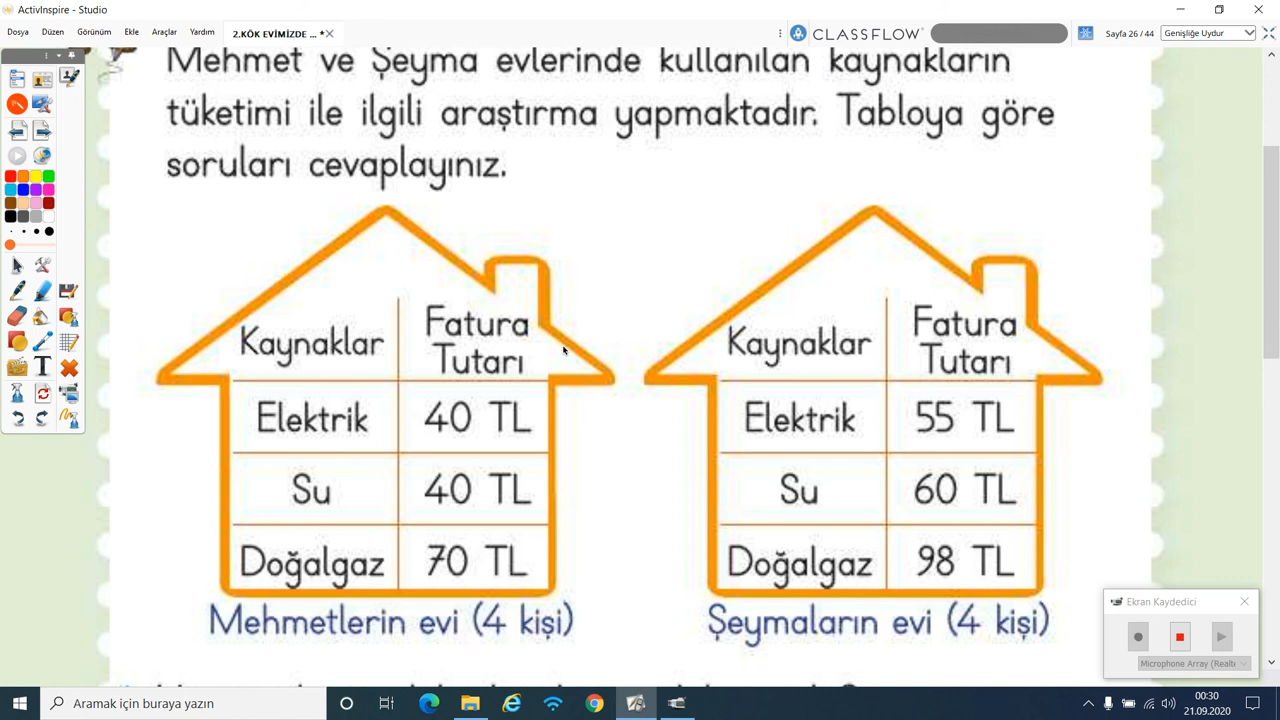 ActivInspire - Studio
Dosya Düzen Görünüm Ekle Araçlar Yardım 2.KÖK EVİMİZDE ... * CLASSFLOW Sayfa 26 / 44 Genişliğe Uydur
Mehmet ve Şeyma evlerinde kullanılan kaynakların
tüketimi ile ilgili araştırma yapmaktadır. Tabloya göre
soruları cevaplayınız.
Kaynaklar Fatura Tutarı
Elektrik 40 TL
Su 40 TL
Doğalgaz 70 TL
Mehmetlerin evi (4 kişi)
Kaynaklar Fatura Tutarı
Elektrik 55 TL
Su 60 TL
Doğalgaz 98 TL
Şeymaların evi (4 kişi)
Ekran Kaydedici
Microphone Array (Realt
Aramak için buraya yazın
00:30
21.09.2020